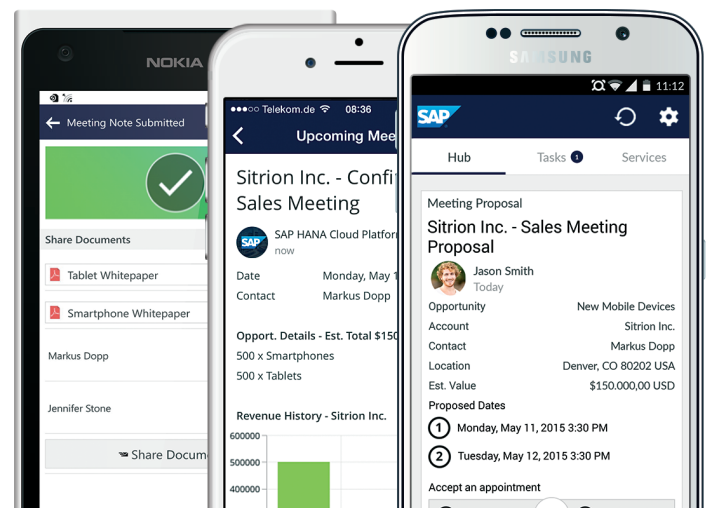 NOKIA
Meeting Note Submitted
Share Documents
Tablet Whitepaper
Smartphone Whitepaper
Markus Dopp
Jennifer Stone
Share Docum
Telekom.de 08:36
Upcoming Mee
Sitrion Inc. - Confi
Sales Meeting
SAP
SAP HANA Cloud Platfor
now
Date Monday, May 1
Contact Markus Dopp
Opport. Details - Est. Total $150
500 x Smartphones
500 x Tablets
Revenue History - Sitrion Inc.
600000
500000
400000
SAMSUNG
11:12
SAP
Hub Tasks 1 Services
Meeting Proposal
Sitrion Inc. - Sales Meeting
Proposal
Jason Smith
Today
Opportunity New Mobile Devices
Account Sitrion Inc.
Contact Markus Dopp
Location Denver, CO 80202 USA
Est. Value $150.000,00 USD
Proposed Dates
1 Monday, May 11, 2015 3:30 PM
2 Tuesday, May 12, 2015 3:30 PM
Accept an appointment